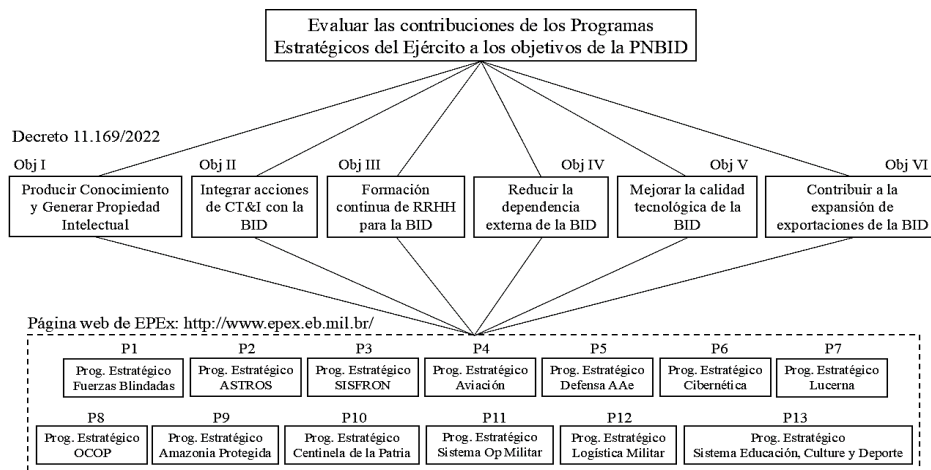 Evaluar las contribuciones de los Programas
Estratégicos del Ejército a los objetivos de la PNBID
Decreto 11.169/2022
Obj I
Producir Conocimiento
y Generar Propiedad
Intelectual
Obj II
Integrar acciones
de CT&I con la
BID
Obj III
Formación
continua de RRHH
para la BID
Obj IV
Reducir la
dependencia
externa de la BID
Obj V
Mejorar la calidad
tecnológica de la
BID
Obj VI
Contribuir a la
expansión de
exportaciones de la BID
Página web de EPEx: http://www.epex.eb.mil.br/
P1
Prog. Estratégico
Fuerzas Blindadas
P2
Prog. Estratégico
ASTROS
P3
Prog. Estratégico
SISFRON
P4
Prog. Estratégico
Aviación
P5
Prog. Estratégico
Defensa AAe
P6
Prog. Estratégico
Cibernética
P7
Prog. Estratégico
Lucerna
P8
Prog. Estratégico
OCOP
P9
Prog. Estratégico
Amazonia Protegida
P10
Prog. Estratégico
Centinela de la Patria
P11
Prog. Estratégico
Sistema Op Militar
P12
Prog. Estratégico
Logística Militar
P13
Prog. Estratégico
Sistema Educación, Culture y Deporte